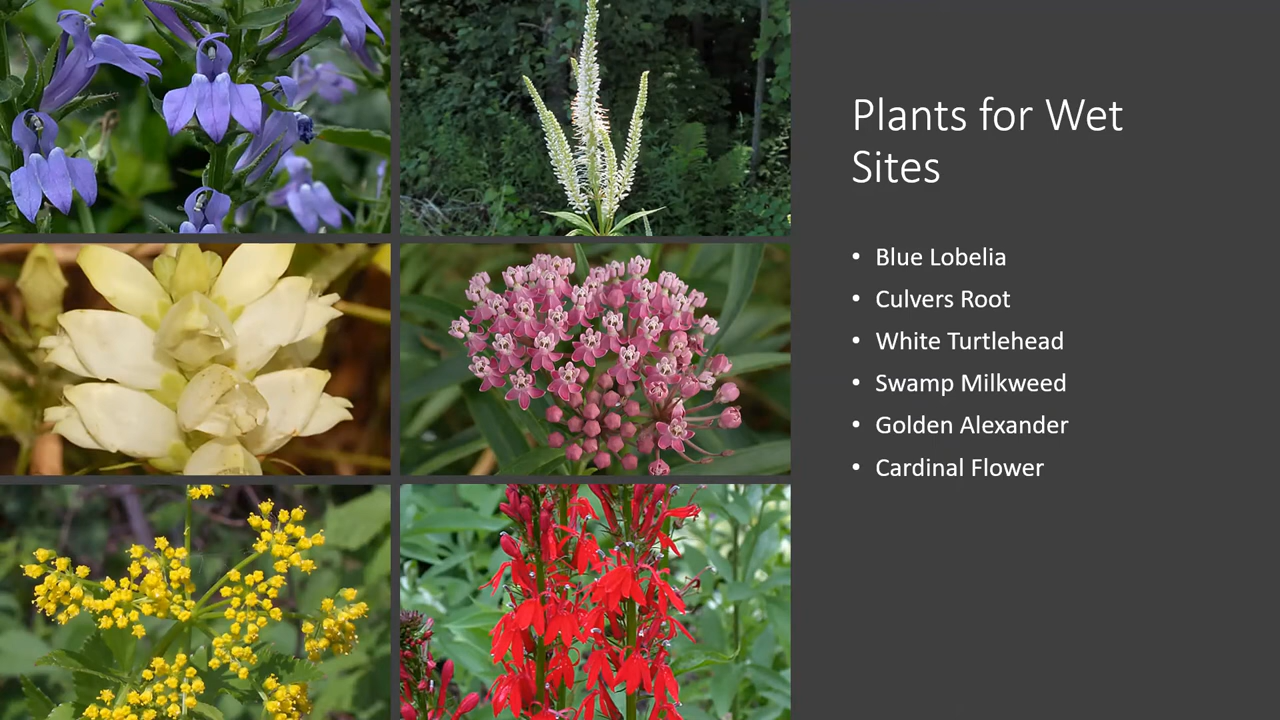 Plants for Wet
Sites
• Blue Lobelia
• Culvers Root
• White Turtlehead
• Swamp Milkweed
• Golden Alexander
• Cardinal Flower